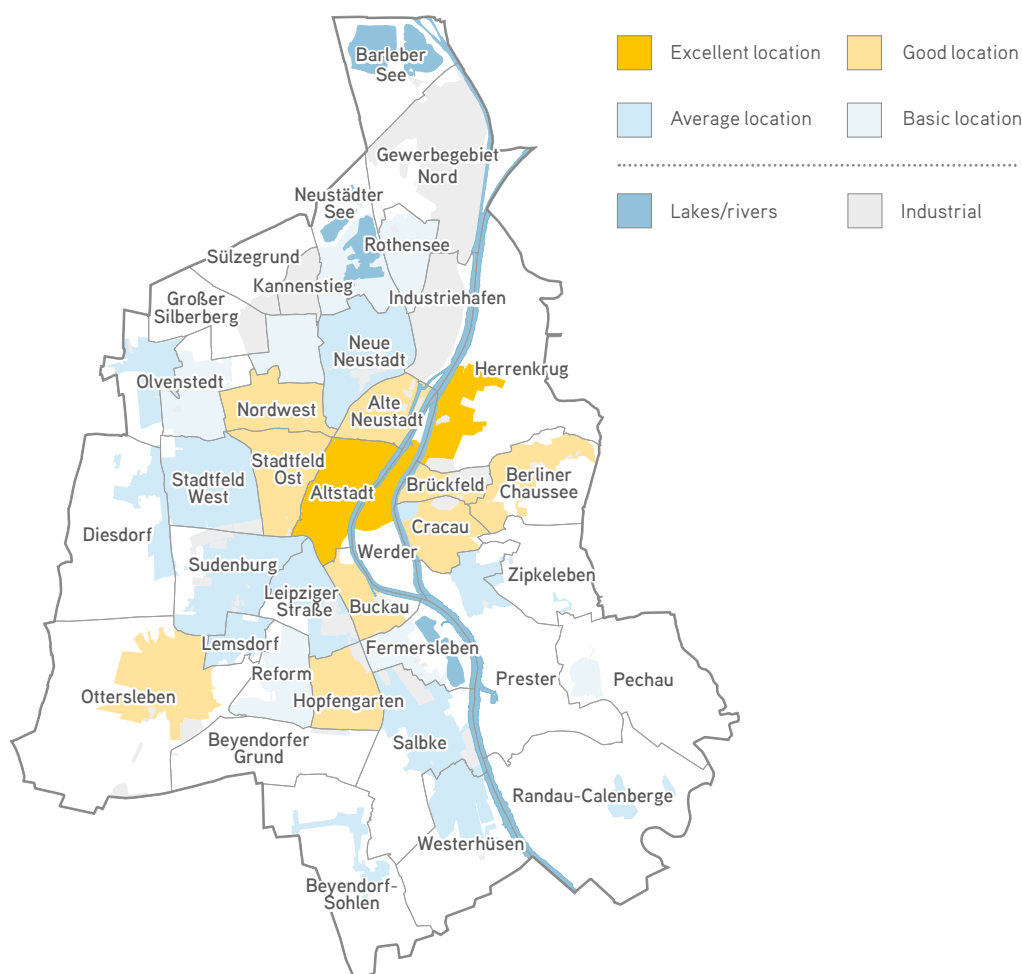 Barleber
See
Excellent location
Good location
Average location
Basic location
Lakes/rivers
Industrial
Gewerbegebiet
Nord
Neustädter
See
Rothensee
Sülzegrund
Kannenstieg
Industriehafen
Großer
Silberberg
Neue
Neustadt
Herrenkrug
Olvenstedt
Nordwest
Alte
Neustadt
Stadtfeld
Ost
Stadtfeld
West
Altstadt
Brückfeld
Berliner
Chaussee
Diesdorf
Cracau
Werder
Sudenburg
Zipkeleben
Leipziger
Straße
Buckau
Lemsdorf
Fermersleben
Reform
Prester
Pechau
Ottersleben
Hopfengarten
Beyendorfer
Grund
Salbke
Randau-Calenberge
Westerhüsen
Beyendorf-
Sohlen